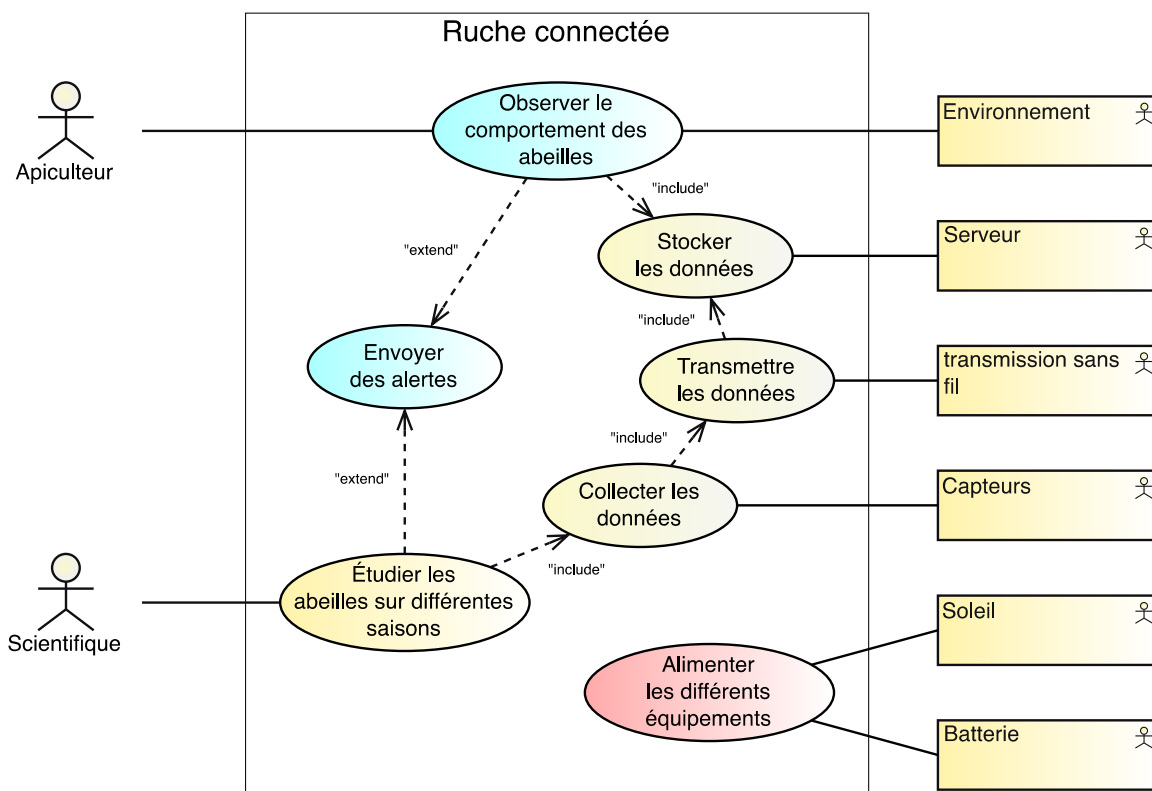 Ruche connectée
Apiculteur
Observer le
comportement des
abeilles
Environnement
"include"
"extend"
Stocker
les données
Serveur
"include"
Envoyer
des alertes
Transmettre
les données
transmission sans
fil
"include"
"extend"
Collecter les
données
Capteurs
"include"
Scientifique
Étudier les
abeilles sur différentes
saisons
Soleil
Alimenter
les différents
équipements
Batterie